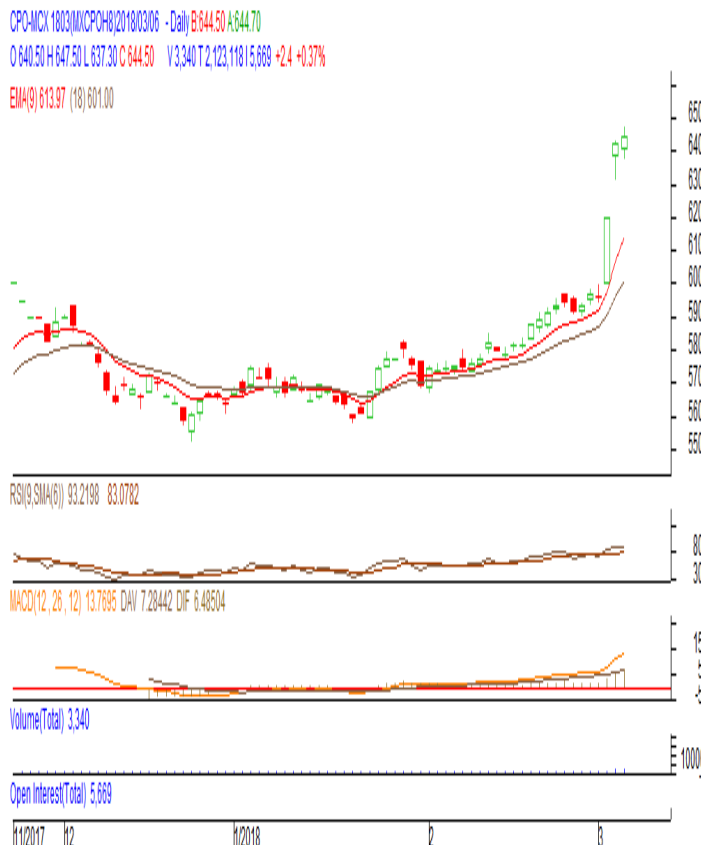 CPO-MCX 1803(MXCPOH8)2018/03/06 - Daily B:644.50 A:644.70
O 640.50 H 647.50 L 637.30 C 644.50 V 3,340 T 2,123,118 I 5,669 +2.4 +0.37%
EMA(9) 613.97 (18) 601.00
RSI(9,SMA(6)) 93.2198 83.0782
MACD(12 , 26 , 12) 13.7695 DAV 7.28442 DIF 6.48504
Volume(Total) 3,340
Open Interest(Total) 5,669
11/2017 12 1/2018 2 3